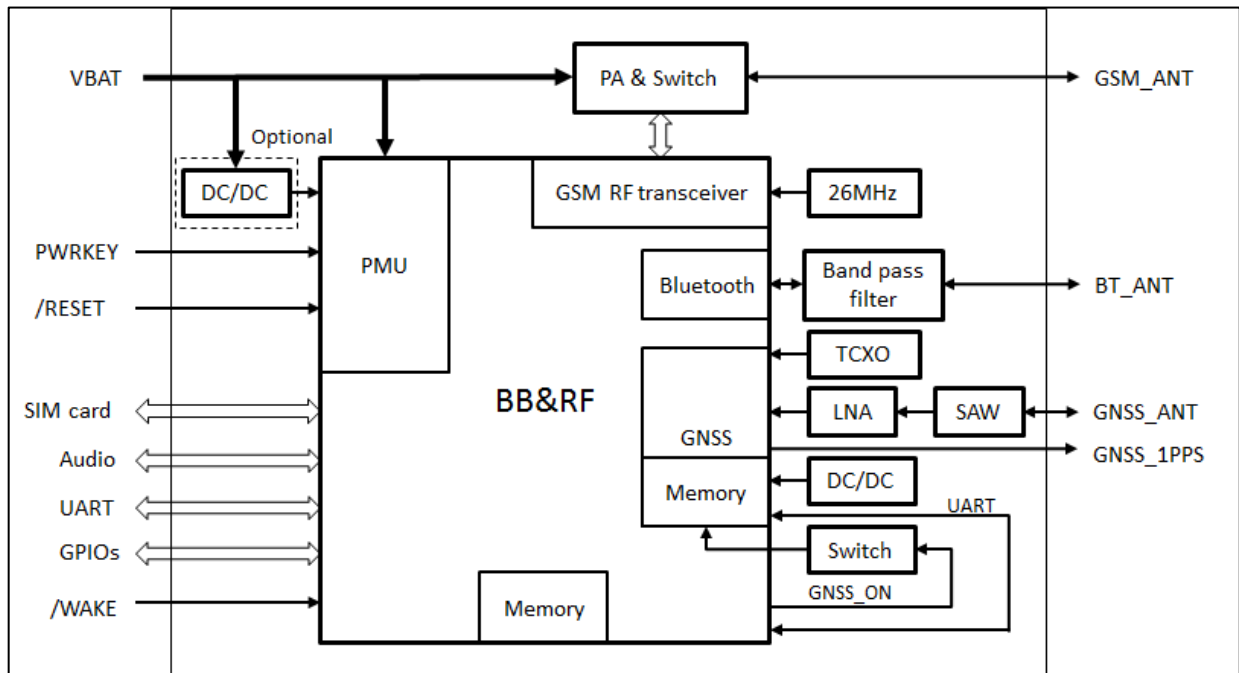 VBAT
PA & Switch
GSM_ANT
Optional
DC/DC
PMU
GSM RF transceiver
26MHz
PWRKEY
/RESET
Bluetooth
Band pass
filter
BT_ANT
TCXO
BB&RF
SIM card
LNA
SAW
GNSS_ANT
GNSS
GNSS_1PPS
Audio
Memory
DC/DC
UART
UART
GPIOs
Switch
GNSS_ON
/WAKE
Memory